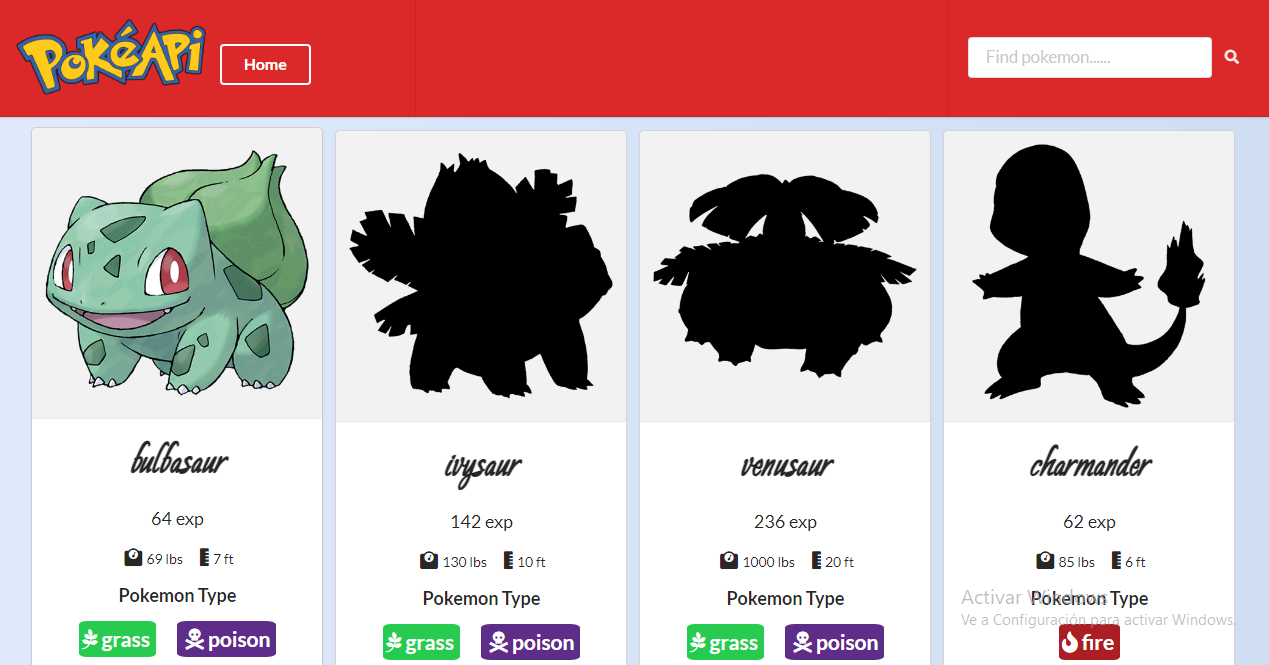 PoKéAPi
Home
Find pokemon......
bulbasaur
64 exp
69 lbs 7 ft
Pokemon Type
grass poison
ivysaur
142 exp
130 lbs 10 ft
Pokemon Type
grass poison
venusaur
236 exp
1000 lbs 20 ft
Pokemon Type
grass poison
charmander
62 exp
85 lbs 6 ft
Pokemon Type
fire
Activar Windows
Ve a Configuración para activar Windows.